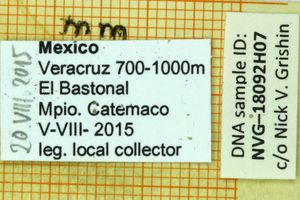 Mexico
Veracruz 700-1000m
El Bastonal
Mpio. Catemaco
V-VIII- 2015
leg. local collector
20 VIII 2015
DNA sample ID:
NVG-18092H07
c/o Nick V. Grishin